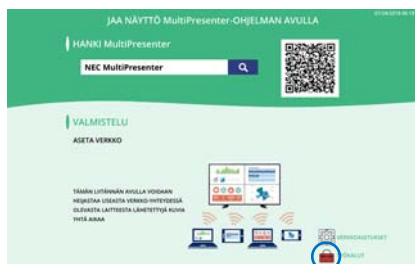 JAA NÄYTTÖ MultiPresenter-OHJELMAN AVULLA
HANKI MultiPresenter
NEC MultiPresenter
VALMISTELU
ASETA VERKKO
TÄMÄN LIITÄNNÄN AVULLA VOIDAAN
HEIJASTAA USEASTA VERKKO-YHTEYDESSÄ
OLEVASTA LAITTEESTA LÄHETETTYJÄ KUVIA
YHTÄ AIKAA
VERKKOASETUKSET
TYÖKALUT